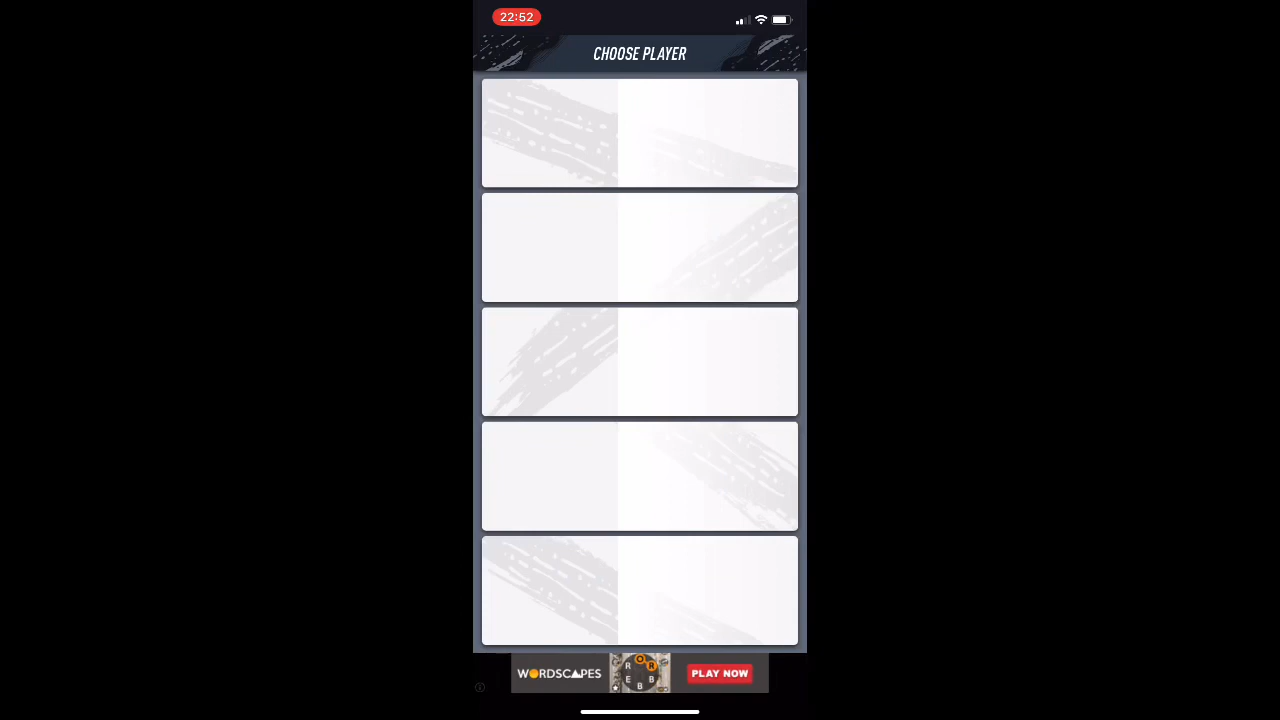 22:52
CHOOSE PLAYER
WORDSCAPES
O
R R
E B
B
PLAY NOW